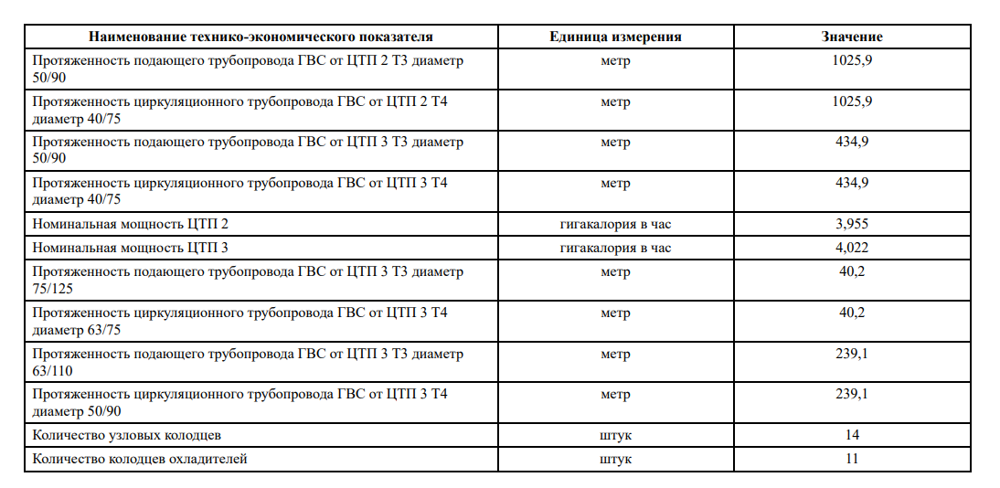 Наименование технико-экономического показателя Единица измерения Значение
Протяженность подающего трубопровода ГВС от ЦТП 2 Т3 диаметр метр 1025,9
50/90
Протяженность циркуляционного трубопровода ГВС от ЦТП 2 Т4 метр 1025,9
диаметр 40/75
Протяженность подающего трубопровода ГВС от ЦТП 3 Т3 диаметр метр 434,9
50/90
Протяженность циркуляционного трубопровода ГВС от ЦТП 3 Т4 метр 434,9
диаметр 40/75
Номинальная мощность ЦТП 2 гигакалория в час 3,955
Номинальная мощность ЦТП 3 гигакалория в час 4,022
Протяженность подающего трубопровода ГВС от ЦТП 3 Т3 диаметр метр 40,2
75/125
Протяженность циркуляционного трубопровода ГВС от ЦТП 3 Т4 метр 40,2
диаметр 63/75
Протяженность подающего трубопровода ГВС от ЦТП 3 Т3 диаметр метр 239,1
63/110
Протяженность циркуляционного трубопровода ГВС от ЦТП 3 Т4 метр 239,1
диаметр 50/90
Количество узловых колодцев штук 14
Количество колодцев охладителей штук 11